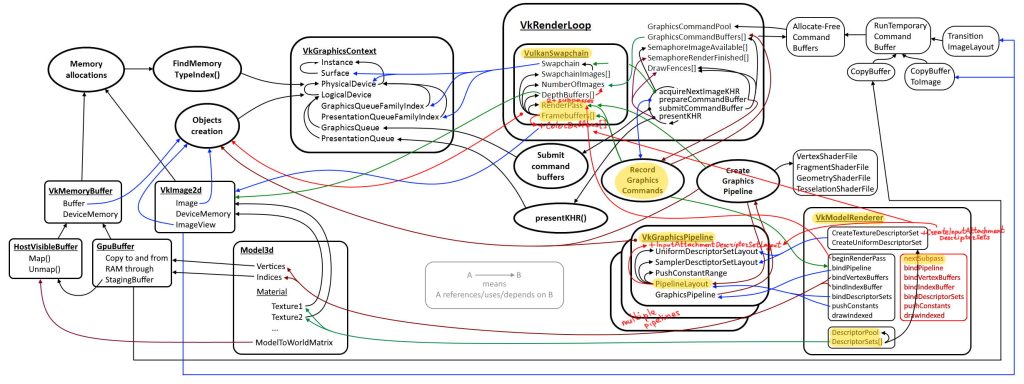 Memory
allocations
FindMemory
TypeIndex()
Objects
creation
VkGraphicsContext
Instance
Surface
PhysicalDevice
LogicalDevice
GraphicsQueueFamilyIndex
PresentationQueueFamilyIndex
GraphicsQueue
PresentationQueue
VkRenderLoop
VulkanSwapchain
Swapchain
SwapchainImages[]
NumberOfImages
DepthBuffers[]
2 subpasses
RenderPass
Framebuffers[]
+ColorBuffers[]
GraphicsCommandPool
GraphicsCommandBuffers[]
SemaphoreImageAvailable[]
SemaphoreRenderFinished[]
DrawFences[]
acquireNextImageKHR
prepareCommandBuffer
submitCommandBuffer
presentKHR
Allocate-Free
Command
Buffers
RunTemporary
Command
Buffer
Transition
ImageLayout
CopyBuffer
CopyBuffer
ToImage
Submit
command
buffers
presentKHR()
Record
Graphics
Commands
Create
Graphics
Pipeline
VertexShaderFile
FragmentShaderFile
GeometryShaderFile
TesselationShaderFile
VkMemoryBuffer
Buffer
DeviceMemory
VkImage2d
Image
DeviceMemory
ImageView
HostVisibleBuffer
Map()
Unmap()
GpuBuffer
Copy to and from
RAM through
StagingBuffer
Model3d
Vertices
Indices
Material
Texture1
Texture2
...
ModelToWorldMatrix
A B
means
A references/uses/depends on B
VkGraphicsPipeline
+InputAttachmentDescriptorSetLayout
UniformDectiptorSetLayout
SamplerDectiptorSetLayout
PushConstantRange
PipelineLayout
GraphicsPipeline
multiple
pipelines
VkModelRenderer
CreateTextureDescriptorSet
CreateUniformDectiptorSet
+CreateInputAttachment
DesctiptorSets
beginRenderPass
bindPipeline
bindVertexBuffers
bindIndexBuffer
bindDescriptorSets
pushConstants
drawIndexed
nextSubpass
bindPipeline
bindVertexBuffers
bindIndexBuffer
bindDescriptorSets
pushConstants
drawIndexed
DescriptorPool
DescriptorSets[]